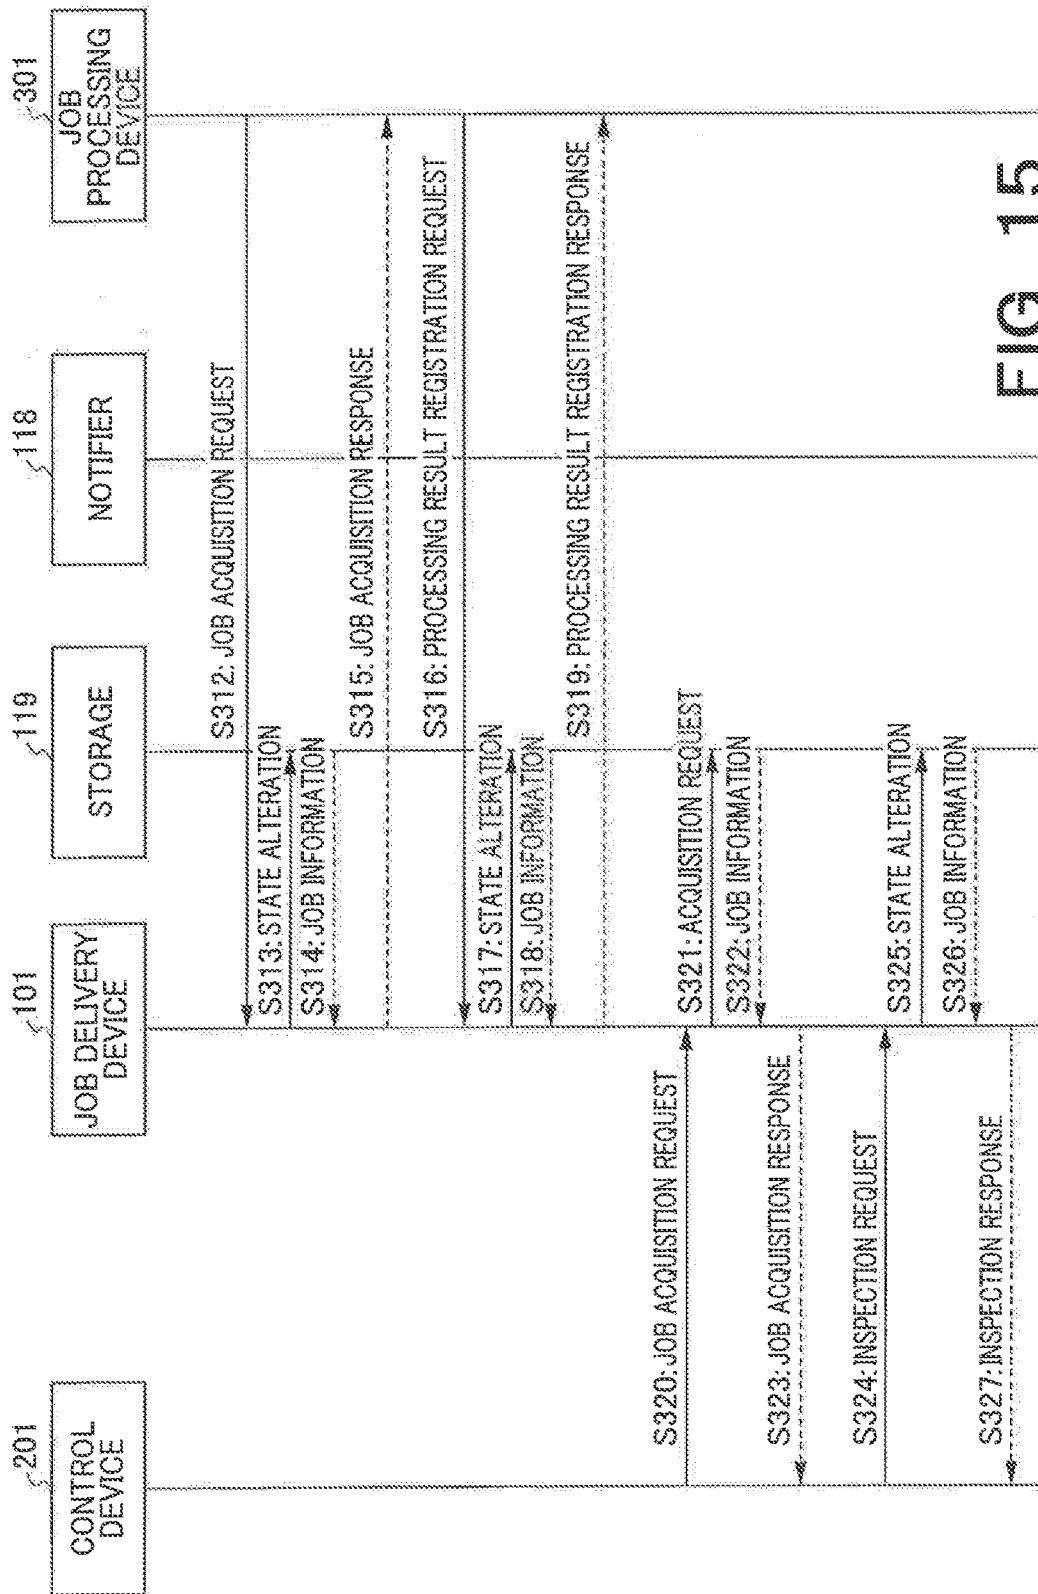 201
CONTROL
DEVICE
101
JOB DELIVERY
DEVICE
119
STORAGE
118
NOTIFIER
301
JOB
PROCESSING
DEVICE
S312: JOB ACQUISITION REQUEST
S313: STATE ALTERATION
S314: JOB INFORMATION
S315: JOB ACQUISITION RESPONSE
S316: PROCESSING RESULT REGISTRATION REQUEST
S317: STATE ALTERATION
S318: JOB INFORMATION
S319: PROCESSING RESULT REGISTRATION RESPONSE
S320: JOB ACQUISITION REQUEST
S321: ACQUISITION REQUEST
S322: JOB INFORMATION
S323: JOB ACQUISITION RESPONSE
S324: INSPECTION REQUEST
S325: STATE ALTERATION
S326: JOB INFORMATION
S327: INSPECTION RESPONSE
FIG. 15